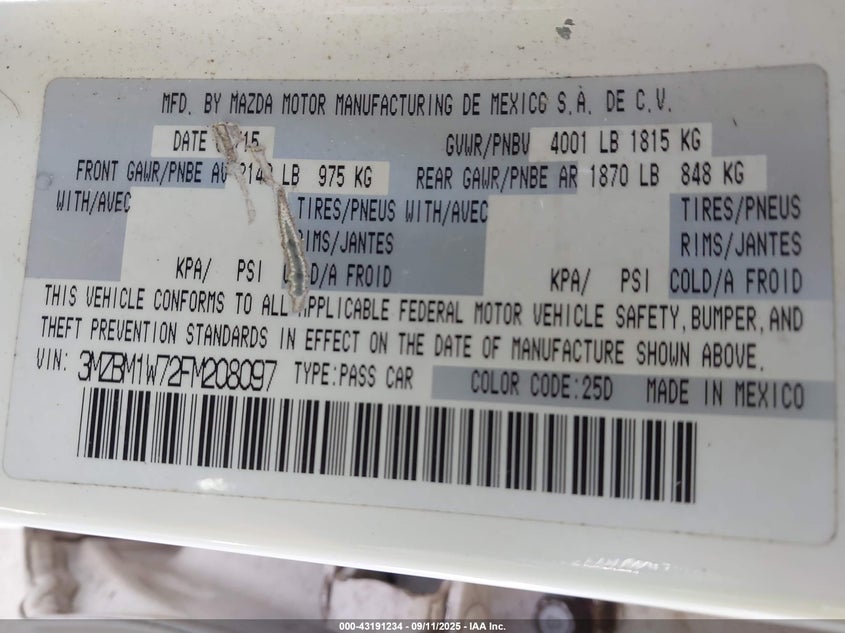 MFD. BY MAZDA MOTOR MANUFACTURING DE MEXICO S.A. DE C.V.
DATE 15 GVWR/PNBV 4001 LB 1815 KG
FRONT GAWR/PNBE AV LB 975 KG REAR GAWR/PNBE AR 1870 LB 848 KG
WITH/AVEC TIRES/PNEUS WITH/AVEC TIRES/PNEUS
RIMS/JANTES RIMS/JANTES
KPA/ PSI COLD/A FROID KPA/ PSI COLD/A FROID
THIS VEHICLE CONFORMS TO ALL APPLICABLE FEDERAL MOTOR VEHICLE SAFETY, BUMPER, AND
THEFT PREVENTION STANDARDS IN EFFECT ON THE DATE OF MANUFACTURE SHOWN ABOVE.
VIN: 3MZBM1W72FM208097 TYPE:PASS CAR COLOR CODE:25D MADE IN MEXICO
000-43191234 - 09/11/2025 - IAA Inc.